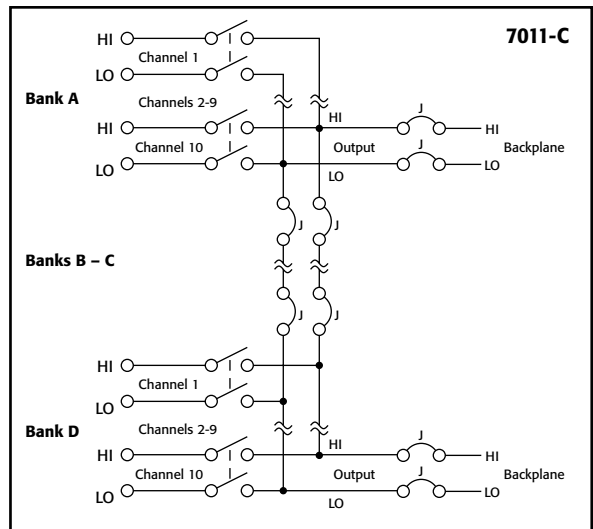 7011-C
HI
Channel 1
LO
Bank A
Channels 2-9
HI
HI
J
HI
Channel 10
Output
Backplane
LO
J
LO
LO
J
J
Banks B – C
J
J
HI
Channel 1
LO
Bank D
Channels 2-9
HI
HI
J
HI
Channel 10
Output
Backplane
LO
J
LO
LO